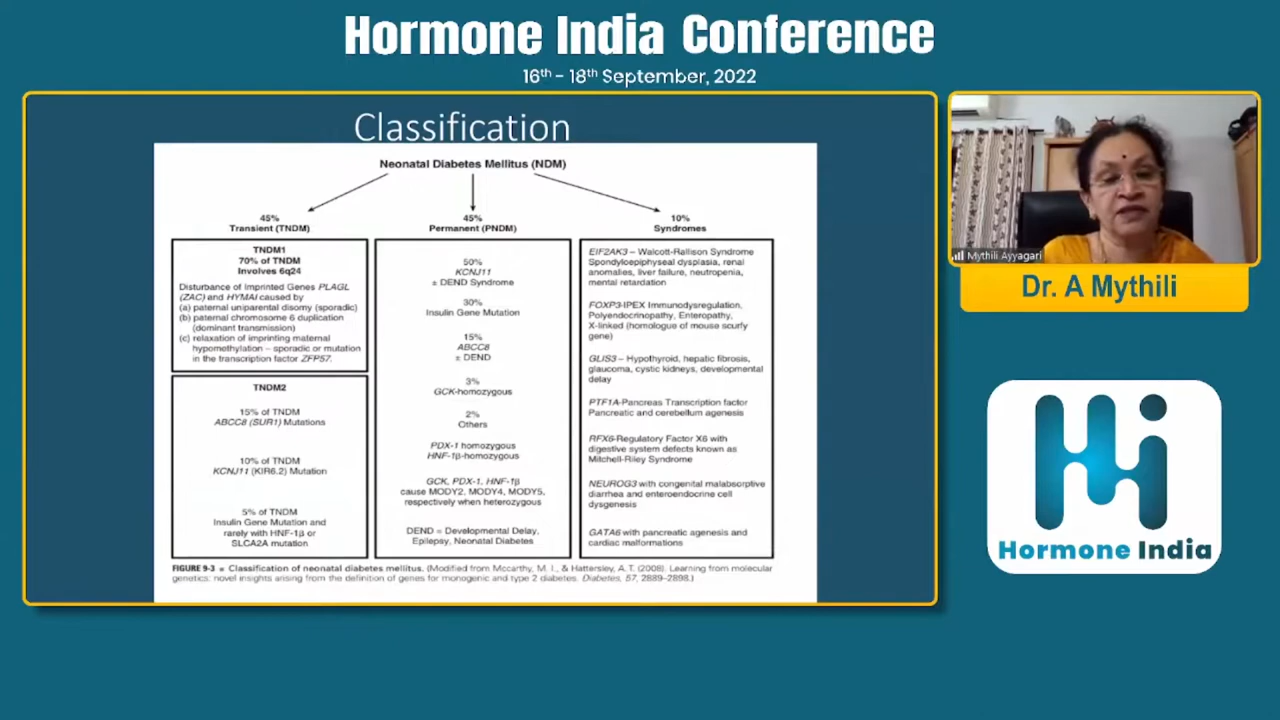 Hormone India Conference
16th - 18th September, 2022
Classification
Neonatal Diabetes Mellitus (NDM)
45%
Transient (TNDM)
TNDM1
70% of TNDM
Involves 6q24
Disturbance of Imprinted Genes PLAGL
(ZAC) and HYMAI caused by
(a) paternal uniparental disomy (sporadic)
(b) paternal chromosome 6 duplication
(dominant transmission)
(c) relaxation of imprinting maternal
hypomethylation – sporadic or mutation
in the transcription factor ZFP57.
TNDM2
15% of TNDM
ABCC8 (SUR1) Mutations
10% of TNDM
KCNJ11 (KIR6.2) Mutation
5% of TNDM
Insulin Gene Mutation and
rarely with HNF-1β or
SLCA2A mutation
45%
Permanent (PNDM)
50%
KCNJ11
± DEND Syndrome
30%
Insulin Gene Mutation
15%
ABCC8
± DEND
3%
GCK-homozygous
2%
Others
PDX-1 homozygous
HNF-1β-homozygous
GCK, PDX-1, HNF-1β
cause MODY2, MODY4, MODY5,
respectively when heterozygous
DEND = Developmental Delay,
Epilepsy, Neonatal Diabetes
10%
Syndromes
EIF2AK3 – Walcott-Rallison Syndrome
Spondyloepiphyseal dysplasia, renal
anomalies, liver failure, neutropenia,
mental retardation
FOXP3-IPEX Immunodysregulation,
Polyendocrinopathy, Enteropathy,
X-linked (homologue of mouse scurfy
gene)
GLIS3 – Hypothyroid, hepatic fibrosis,
glaucoma, cystic kidneys, developmental
delay
PTF1A-Pancreas Transcription factor
Pancreatic and cerebellum agenesis
RFX6-Regulatory Factor X6 with
digestive system defects known as
Mitchell-Riley Syndrome
NEUROG3 with congenital malabsorptive
diarrhea and enteroendocrine cell
dysgenesis
GATA6 with pancreatic agenesis and
cardiac malformations
FIGURE 9-3 ■ Classification of neonatal diabetes mellitus. (Modified from Mccarthy, M. I., & Hattersley, A. T. (2008). Learning from molecular
genetics: novel insights arising from the definition of genes for monogenic and type 2 diabetes. Diabetes, 57, 2889–2898.)
Mythili Ayyagari
Dr. A Mythili
Hormone India